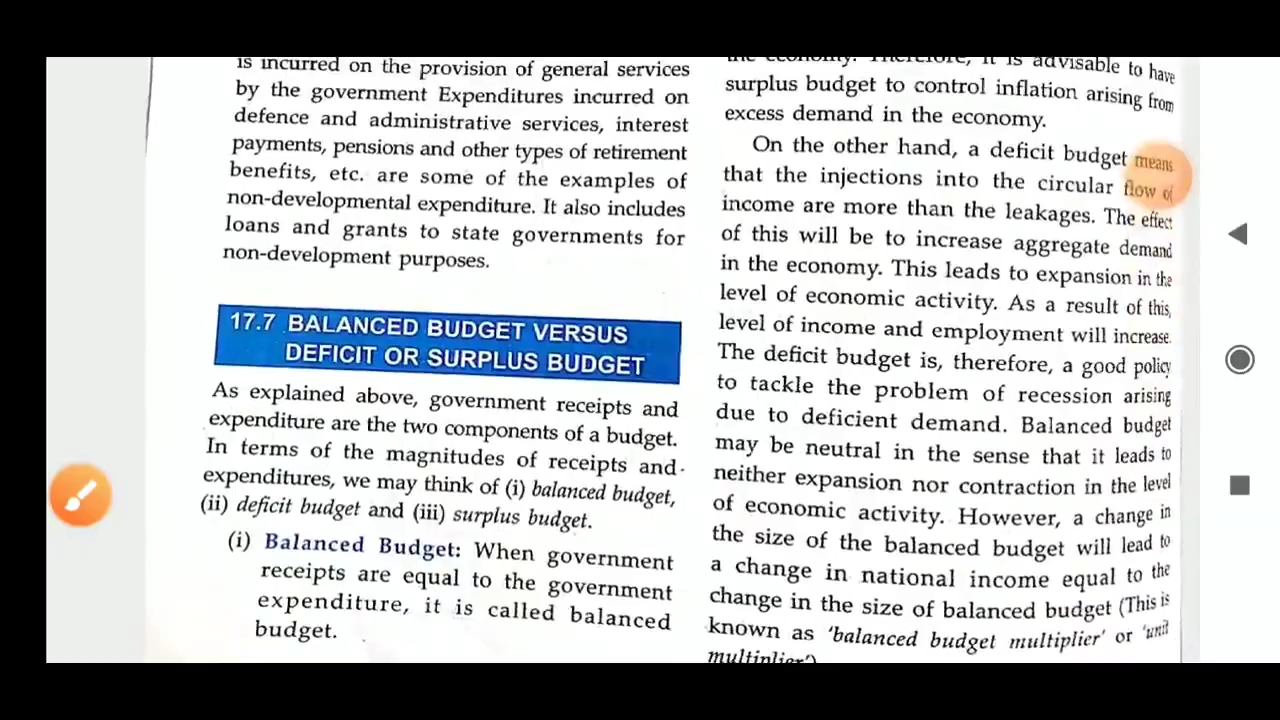 is incurred on the provision of general services
by the government Expenditures incurred on
defence and administrative services, interest
payments, pensions and other types of retirement
benefits, etc. are some of the examples of
non-developmental expenditure. It also includes
loans and grants to state governments for
non-development purposes.
17.7 BALANCED BUDGET VERSUS
DEFICIT OR SURPLUS BUDGET
As explained above, government receipts and
expenditure are the two components of a budget.
In terms of the magnitudes of receipts and
expenditures, we may think of (i) balanced budget,
(ii) deficit budget and (iii) surplus budget.
(i) Balanced Budget: When government
receipts are equal to the government
expenditure, it is called balanced
budget.
the economy. Therefore, it is advisable to have
surplus budget to control inflation arising from
excess demand in the economy.
On the other hand, a deficit budget means
that the injections into the circular flow of
income are more than the leakages. The effect
of this will be to increase aggregate demand
in the economy. This leads to expansion in the
level of economic activity. As a result of this,
level of income and employment will increase.
The deficit budget is, therefore, a good policy
to tackle the problem of recession arising
due to deficient demand. Balanced budget
may be neutral in the sense that it leads to
neither expansion nor contraction in the level
of economic activity. However, a change in
the size of the balanced budget will lead to
a change in national income equal to the
change in the size of balanced budget (This is
known as 'balanced budget multiplier' or 'unit
multiplier')